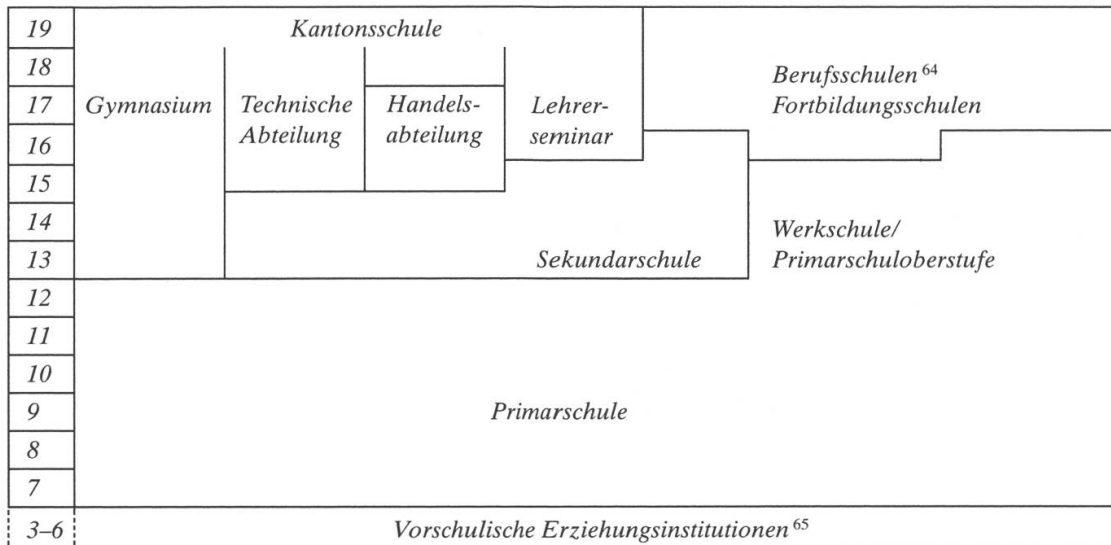 19 Kantonsschule
18 Berufsschulen 64
17 Gymnasium Technische Handels- Lehrer- Fortbildungsschulen
Abteilung abteilung seminar
16
15
14 Werkschule/
13 Sekundarschule Primarschuloberstufe
12
11
10
9 Primarschule
8
7
3–6 Vorschulische Erziehungsinstitutionen 65